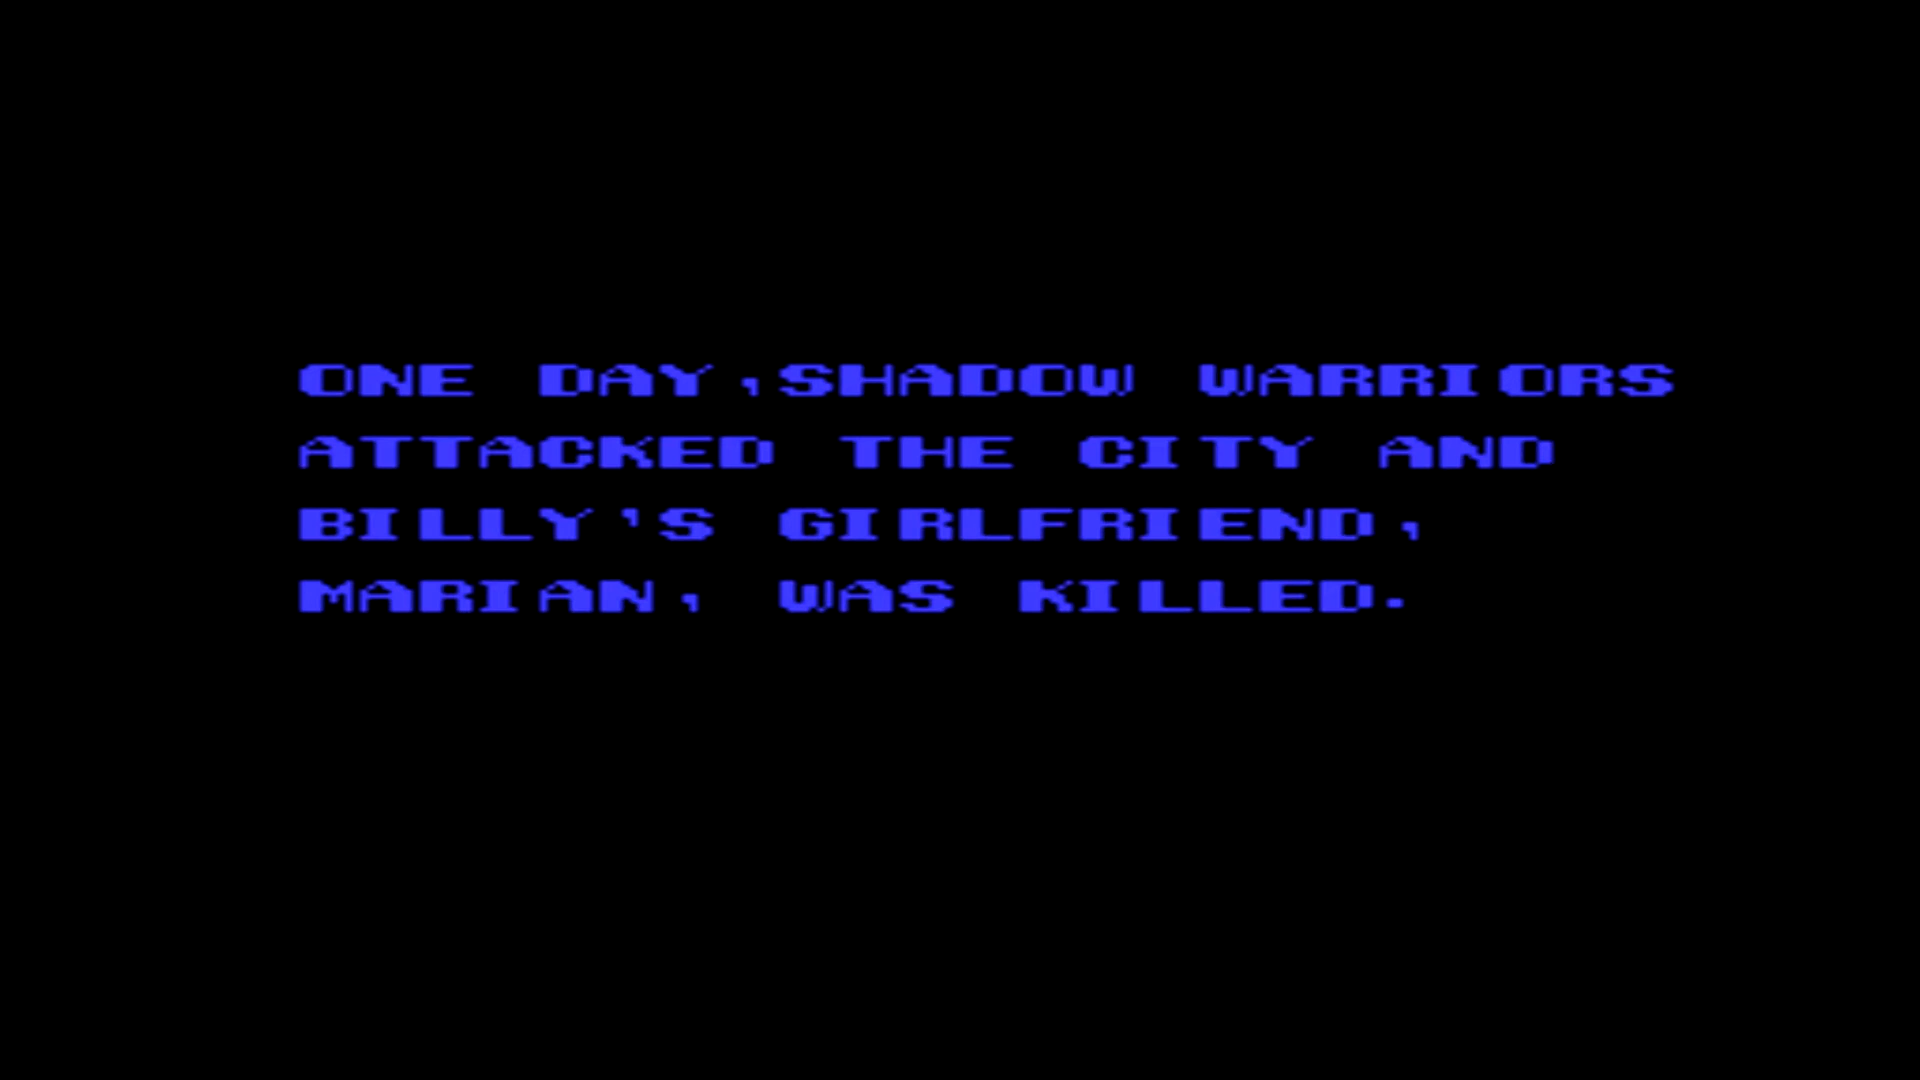 ONE DAY,SHADOW WARRIORS
ATTACKED THE CITY AND
BILLY'S GIRLFRIEND,
MARIAN, WAS KILLED.